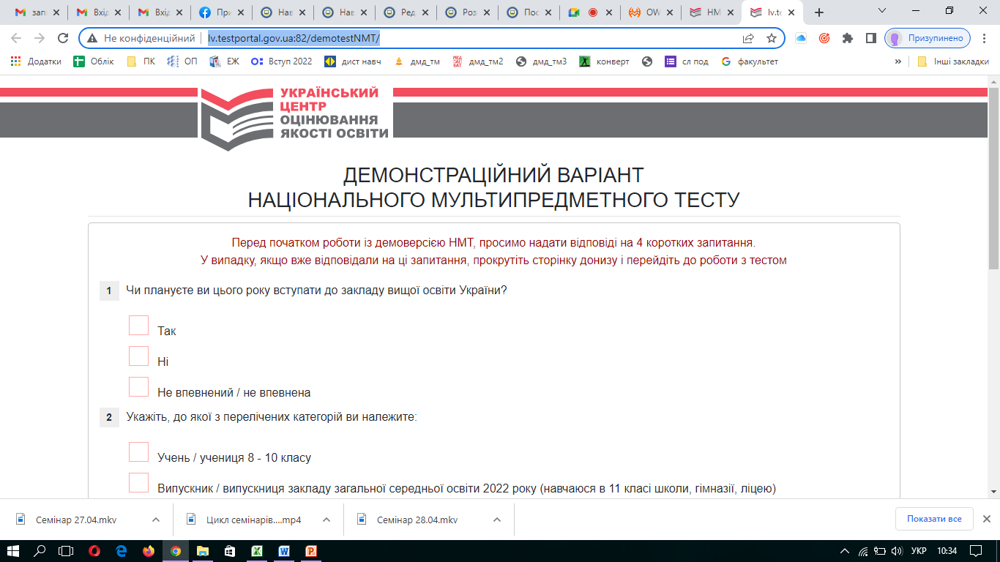 запи
Вхід
Вхід
При
Нав
Нав
Ред
Роз
Пос
OW
НМ
lv.te
Не конфіденційний
lv.testportal.gov.ua:82/demotestNMT/
Призупинено
Додатки
Облік
ПК
ОП
ЕЖ
Вступ 2022
дист навч
дмд_тм
дмд_тм2
дмд_тм3
конверт
сл под
факультет
»
Інші закладки
УКРАЇНСЬКИЙ
ЦЕНТР
ОЦІНЮВАННЯ
ЯКОСТІ ОСВІТИ
ДЕМОНСТРАЦІЙНИЙ ВАРІАНТ
НАЦІОНАЛЬНОГО МУЛЬТИПРЕДМЕТНОГО ТЕСТУ
Перед початком роботи із демоверсією НМТ, просимо надати відповіді на 4 коротких запитання.
У випадку, якщо вже відповідали на ці запитання, прокрутіть сторінку донизу і перейдіть до роботи з тестом
1 Чи плануєте ви цього року вступати до закладу вищої освіти України?
Так
Ні
Не впевнений / не впевнена
2 Укажіть, до якої з перелічених категорій ви належите:
Учень / учениця 8 - 10 класу
Випускник / випускниця закладу загальної середньої освіти 2022 року (навчаюся в 11 класі школи, гімназії, ліцею)
Семінар 27.04.mkv
Цикл семінарів....mp4
Семінар 28.04.mkv
Показати все
УКР
10:34